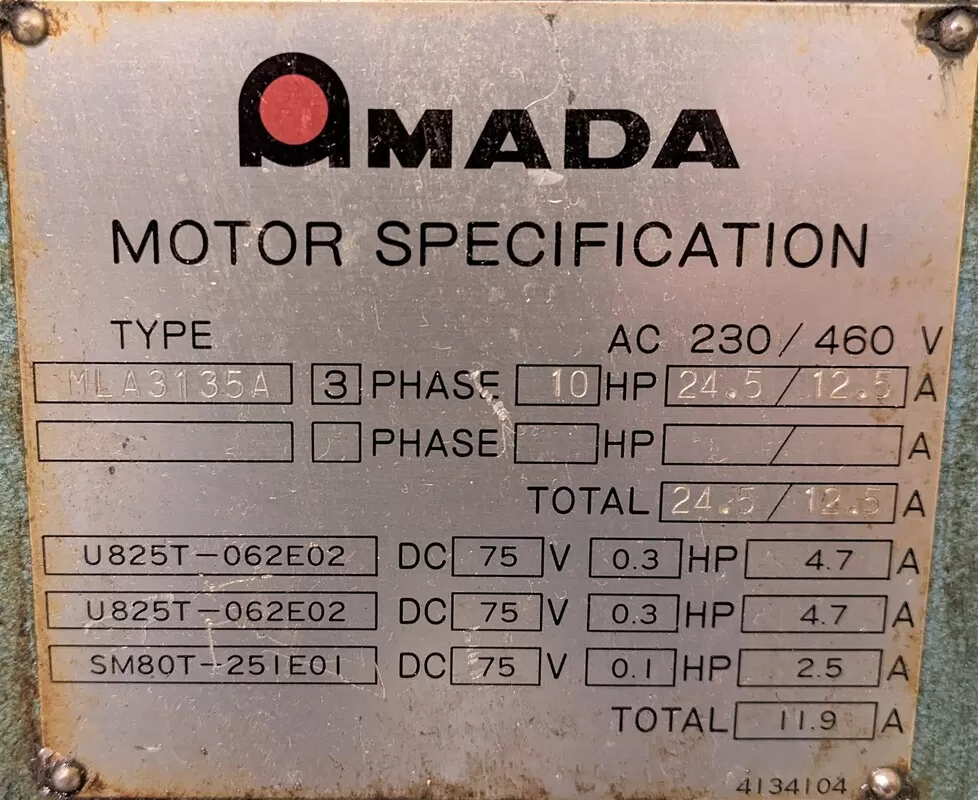 AMADA
MOTOR SPECIFICATION
TYPE AC 230/460 V
MLA3135A 3 PHASE 10 HP 24.5/12.5 A
PHASE HP / A
TOTAL 24.5/12.5 A
U825T-062E02 DC 75 V 0.3 HP 4.7 A
U825T-062E02 DC 75 V 0.3 HP 4.7 A
SM80T-251E01 DC 75 V 0.1 HP 2.5 A
TOTAL 11.9 A
4134104